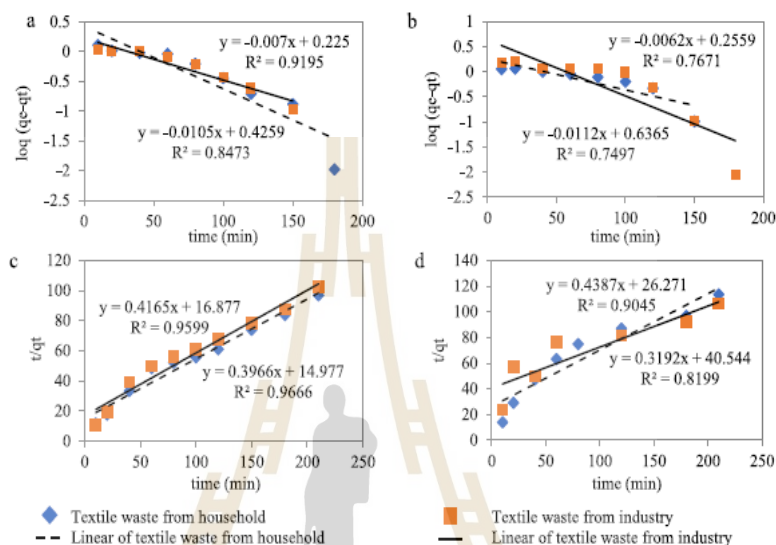 a
y = -0.007x + 0.225
R² = 0.9195
y = -0.0105x + 0.4259
R² = 0.8473
log (qe-qt)
0.5
0
-0.5
-1
-1.5
-2
-2.5
0 50 100 150 200
time (min)
b
y = -0.0062x + 0.2559
R² = 0.7671
y = -0.0112x + 0.6365
R² = 0.7497
log (qe-qt)
1
0.5
0
-0.5
-1
-1.5
-2
-2.5
0 50 100 150 200
time (min)
c
y = 0.4165x + 16.877
R² = 0.9599
y = 0.3966x + 14.977
R² = 0.9666
t/qt
120
100
80
60
40
20
0
0 50 100 150 200 250
time (min)
d
y = 0.4387x + 26.271
R² = 0.9045
y = 0.3192x + 40.544
R² = 0.8199
t/qt
140
120
100
80
60
40
20
0
0 50 100 150 200 250
time (min)
Textile waste from household
Linear of textile waste from household
Textile waste from industry
Linear of textile waste from industry